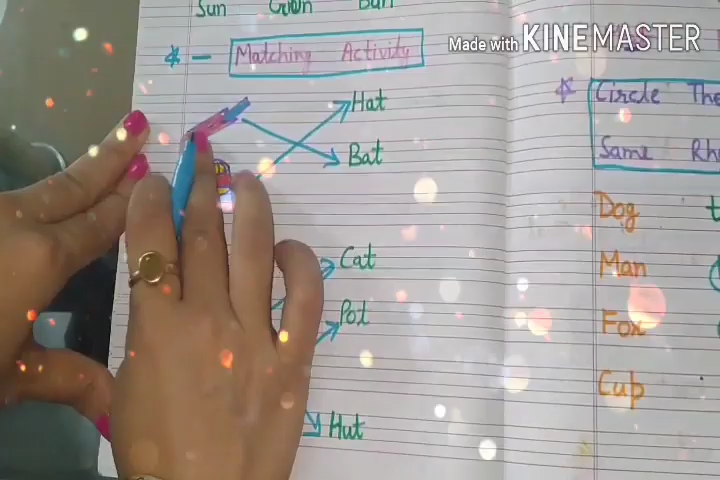 Sun Bun
Made with KINEMASTER
* - Matching Activity
Hat
Bat
Cat
Pot
Hut
* Circle The
Same Rh
Dog t
Man
Fox
Cup